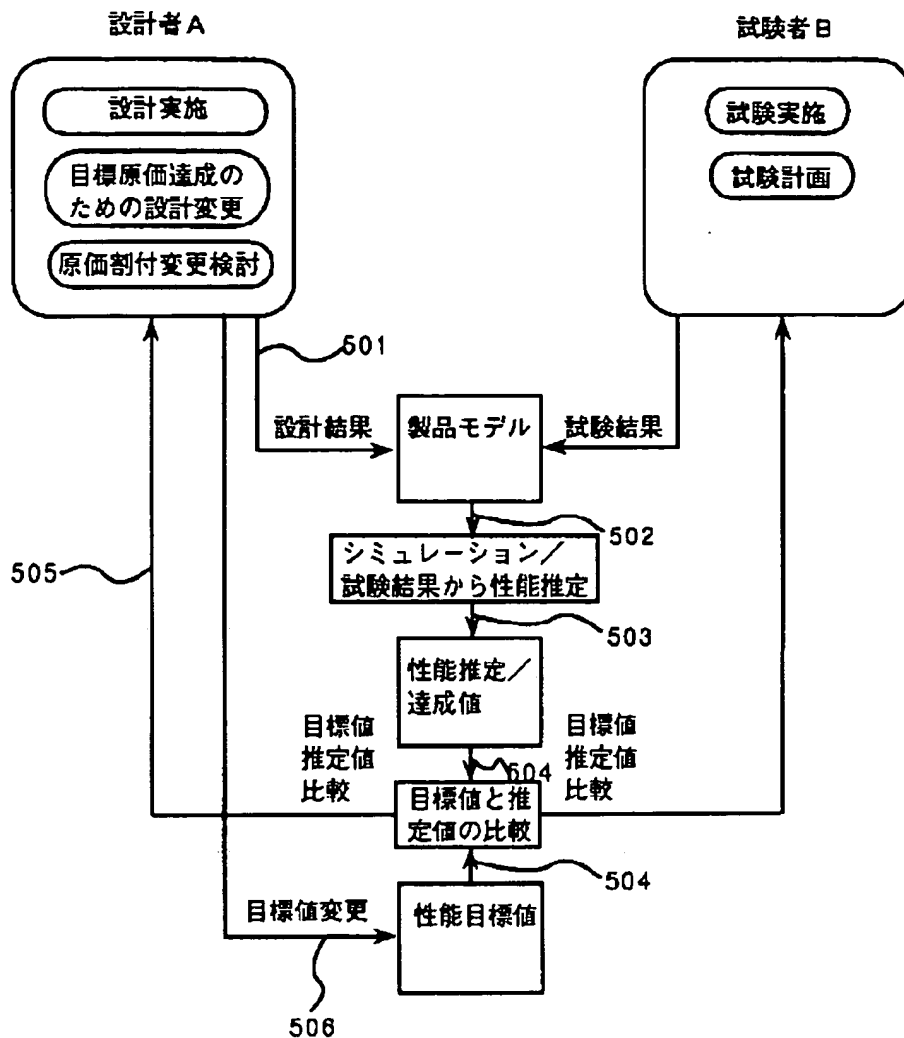 設計者A
試験者B
設計実施
目標原価達成の
ための設計変更
原価割付変更検討
試験実施
試験計画
501
設計結果
製品モデル
試験結果
502
シミュレーション／
試験結果から性能推定
505
503
性能推定／
達成値
目標値
推定値
比較
目標値
推定値
比較
504
目標値と推
定値の比較
504
目標値変更
性能目標値
506